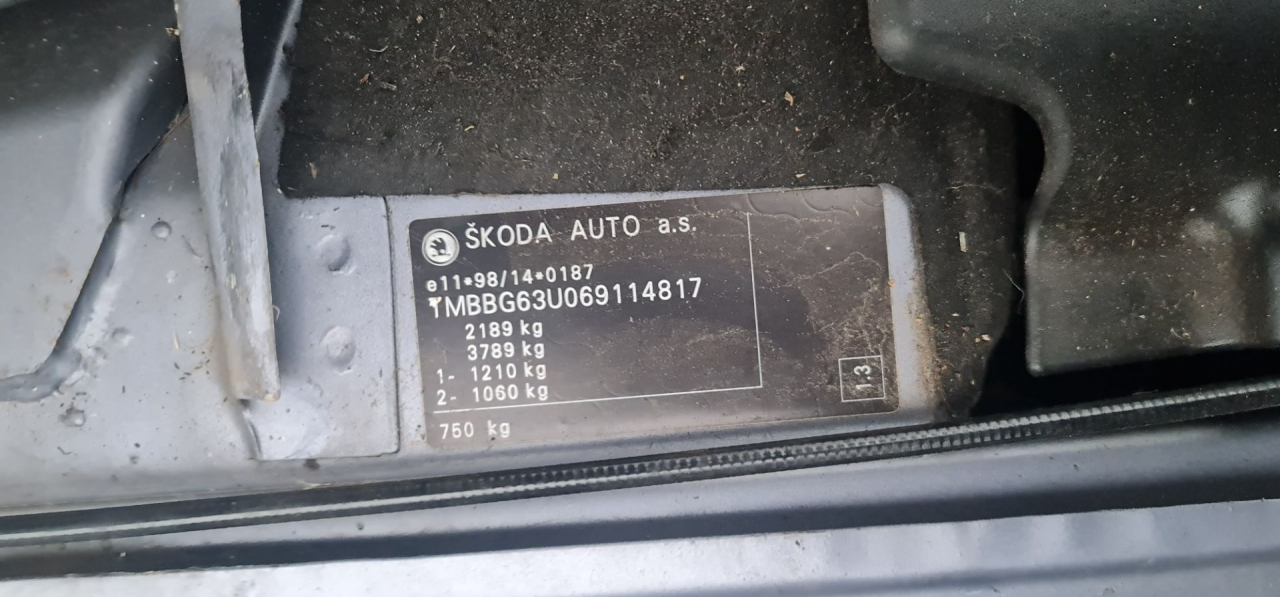 ŠKODA AUTO a.s.
e11*98/14*0187
TMBBG63U069114817
2189 kg
3789 kg
1- 1210 kg
2- 1060 kg
750 kg
1.3